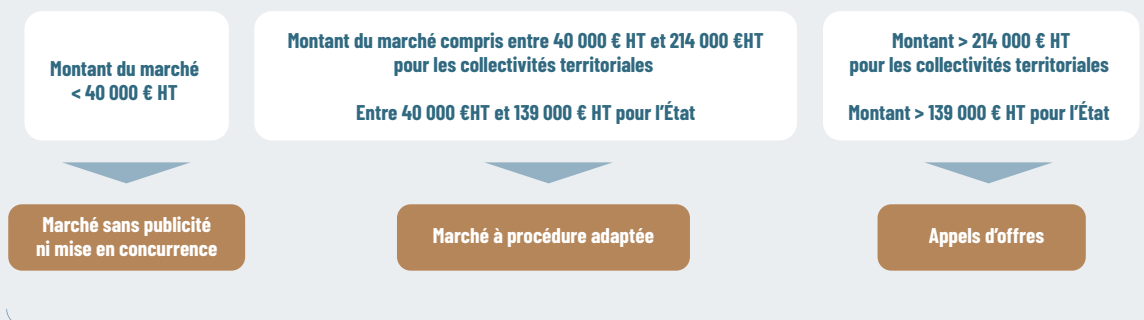 Montant du marché
< 40 000 € HT
Montant du marché compris entre 40 000 € HT et 214 000 €HT
pour les collectivités territoriales
Entre 40 000 €HT et 139 000 € HT pour l'État
Montant > 214 000 € HT
pour les collectivités territoriales
Montant > 139 000 € HT pour l'État
Marché sans publicité
ni mise en concurrence
Marché à procédure adaptée
Appels d'offres